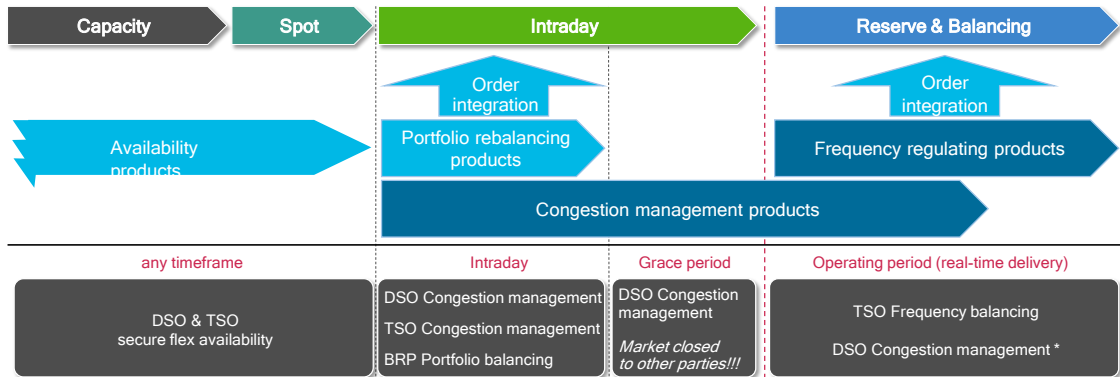 Capacity
Spot
Intraday
Reserve & Balancing
Order
integration
Order
integration
Availability
products
Portfolio rebalancing
products
Frequency regulating products
Congestion management products
any timeframe
Intraday
Grace period
Operating period (real-time delivery)
DSO & TSO
secure flex availability
DSO Congestion management
TSO Congestion management
BRP Portfolio balancing
DSO Congestion
management
Market closed
to other parties!!!
TSO Frequency balancing
DSO Congestion management *